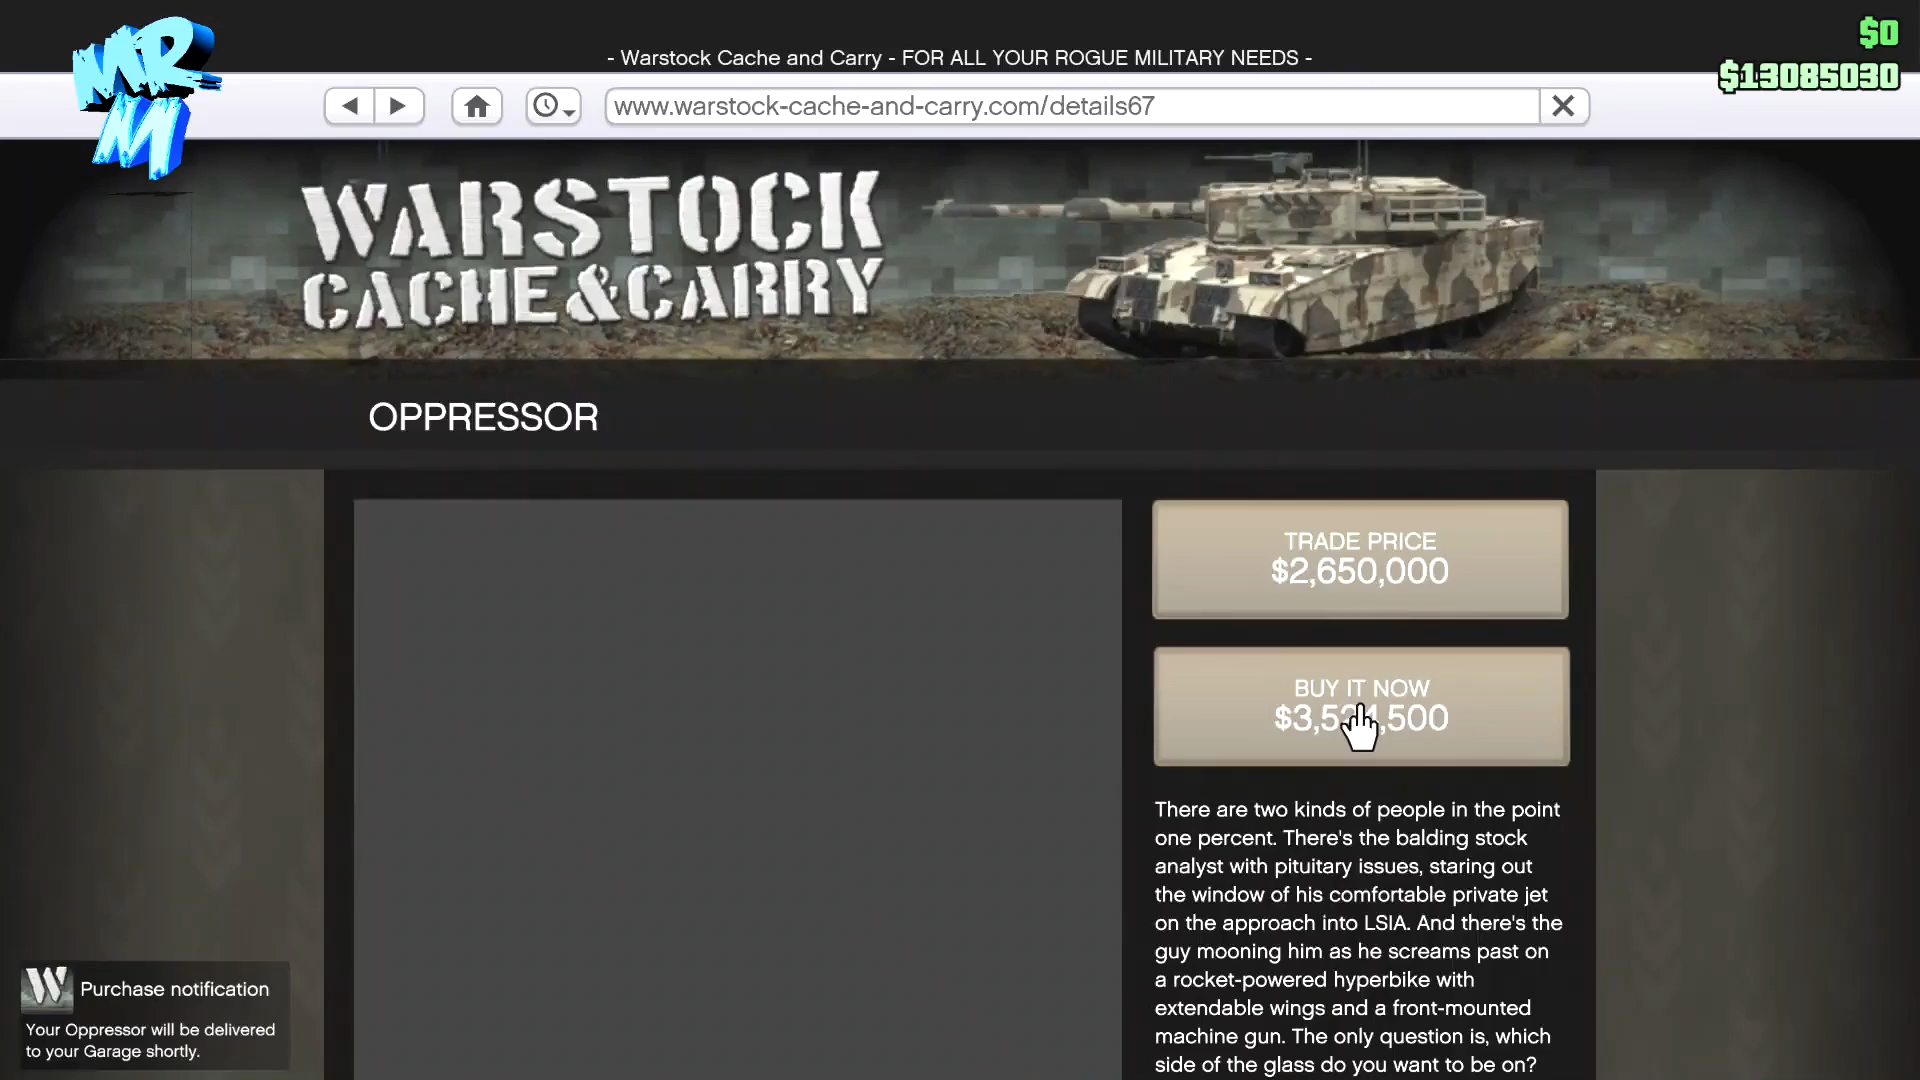 MR
M
- Warstock Cache and Carry - FOR ALL YOUR ROGUE MILITARY NEEDS -
$0
$13085030
www.warstock-cache-and-carry.com/details67
WARSTOCK
CACHE & CARRY
OPPRESSOR
TRADE PRICE
$2,650,000
BUY IT NOW
There are two kinds of people in the point
one percent. There's the balding stock
analyst with pituitary issues, staring out
the window of his comfortable private jet
on the approach into LSIA. And there's the
guy mooning him as he screams past on
a rocket-powered hyperbike with
extendable wings and a front-mounted
machine gun. The only question is, which
side of the glass do you want to be on?
W
Purchase notification
Your Oppressor will be delivered
to your Garage shortly.